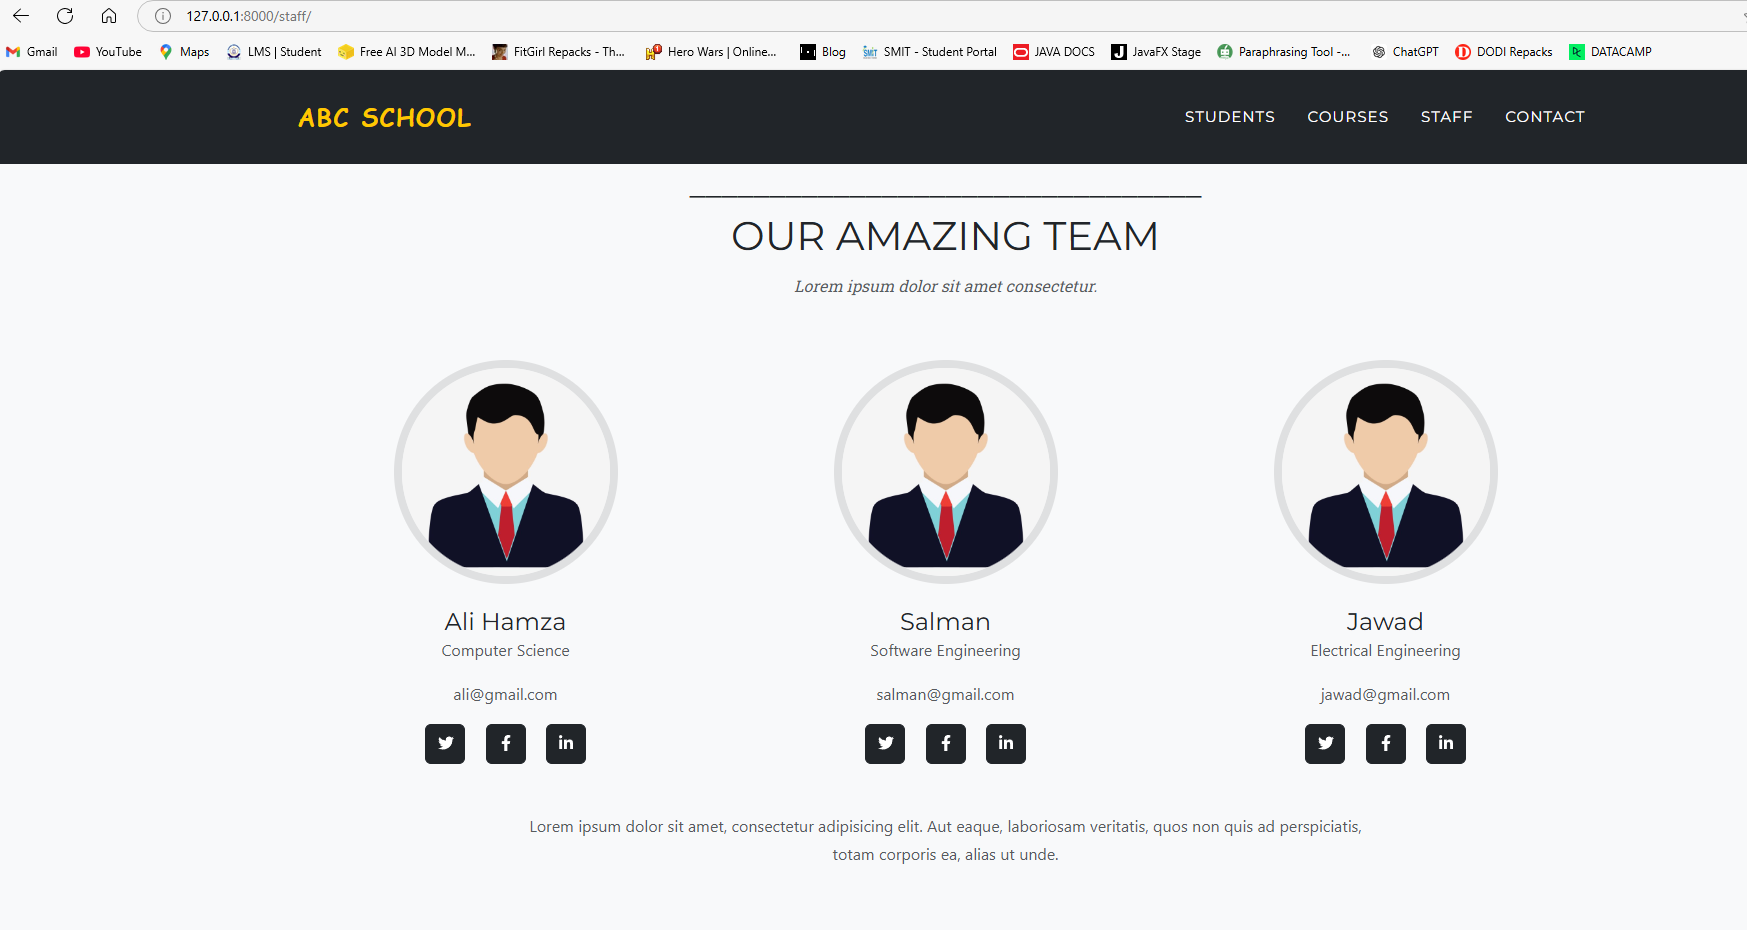 127.0.0.1:8000/staff/
Gmail YouTube Maps LMS | Student Free AI 3D Model M... FitGirl Repacks - Th... Hero Wars | Online... Blog SMIT - Student Portal JAVA DOCS JavaFX Stage Paraphrasing Tool -... ChatGPT DODI Repacks DATACAMP
ABC SCHOOL STUDENTS COURSES STAFF CONTACT
OUR AMAZING TEAM
Lorem ipsum dolor sit amet consectetur.
Ali Hamza Salman Jawad
Computer Science Software Engineering Electrical Engineering
ali@gmail.com salman@gmail.com jawad@gmail.com
Lorem ipsum dolor sit amet, consectetur adipisicing elit. Aut eaque, laboriosam veritatis, quos non quis ad perspiciatis,
totam corporis ea, alias ut unde.